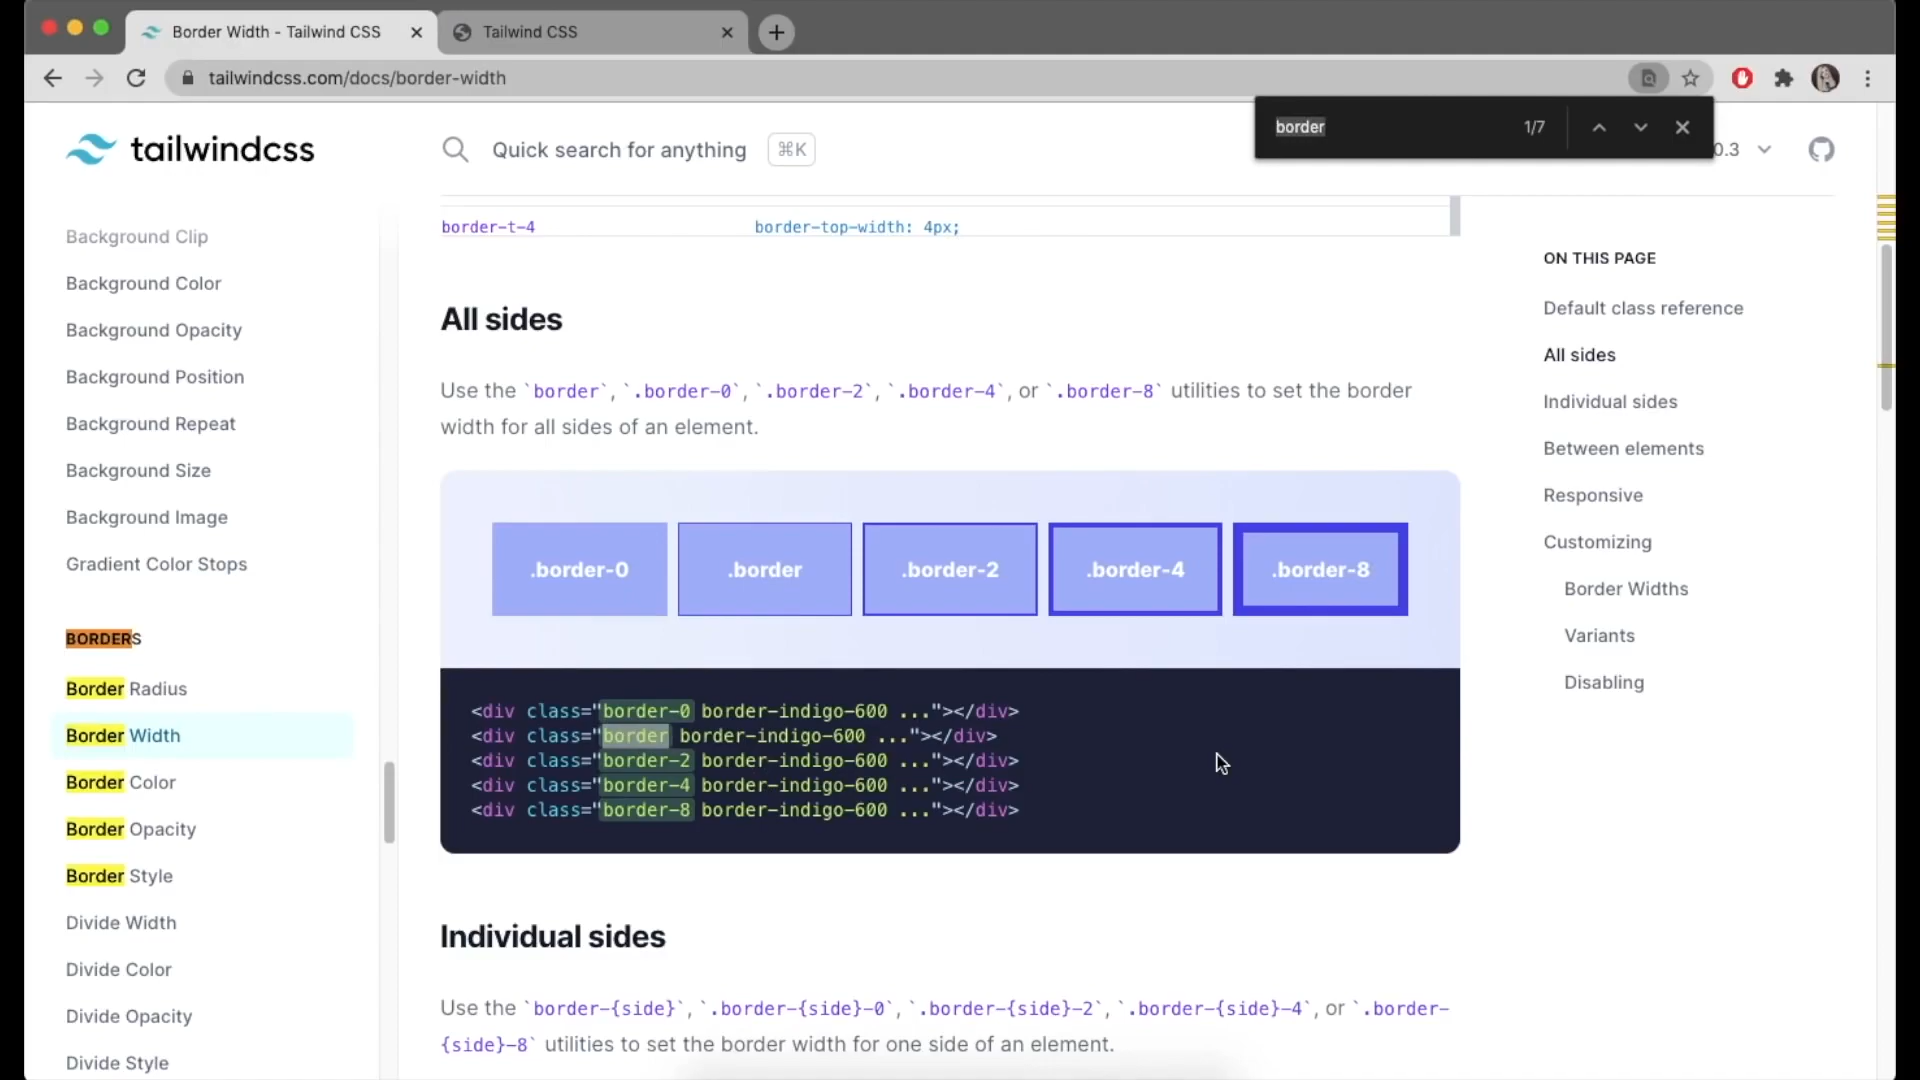 Border Width - Tailwind CSS
Tailwind CSS
tailwindcss.com/docs/border-width
border
1/7
tailwindcss
Quick search for anything
⌘K
0.3
Background Clip
Background Color
Background Opacity
Background Position
Background Repeat
Background Size
Background Image
Gradient Color Stops
BORDERS
Border Radius
Border Width
Border Color
Border Opacity
Border Style
Divide Width
Divide Color
Divide Opacity
Divide Style
border-t-4 border-top-width: 4px;
All sides
Use the `border`, `.border-0`, `.border-2`, `.border-4`, or `.border-8` utilities to set the border
width for all sides of an element.
.border-0
.border
.border-2
.border-4
.border-8
<div class="border-0 border-indigo-600 ..."></div>
<div class="border border-indigo-600 ..."></div>
<div class="border-2 border-indigo-600 ..."></div>
<div class="border-4 border-indigo-600 ..."></div>
<div class="border-8 border-indigo-600 ..."></div>
Individual sides
Use the `border-{side}`, `.border-{side}-0`, `.border-{side}-2`, `.border-{side}-4`, or `.border-
{side}-8` utilities to set the border width for one side of an element.
ON THIS PAGE
Default class reference
All sides
Individual sides
Between elements
Responsive
Customizing
Border Widths
Variants
Disabling